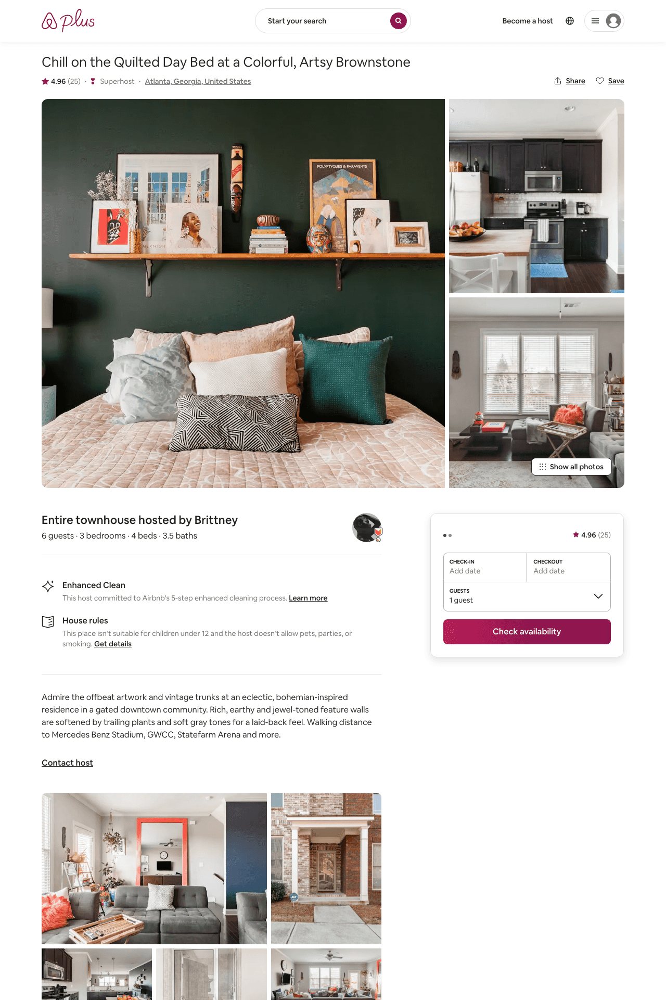 plus
Start your search
Become a host
Chill on the Quilted Day Bed at a Colorful, Artsy Brownstone
4.96 (25) · Superhost · Atlanta, Georgia, United States
Share
Save
JAMAICA
POLYPTYQUES & PARAVENTS
McKNIGH
Show all photos
Entire townhouse hosted by Brittney
6 guests · 3 bedrooms · 4 beds · 3.5 baths
4.96 (25)
CHECK-IN
Add date
CHECKOUT
Add date
GUESTS
1 guest
Check availability
Enhanced Clean
This host committed to Airbnb's 5-step enhanced cleaning process. Learn more
House rules
This place isn’t suitable for children under 12 and the host doesn’t allow pets, parties, or
smoking. Get details
Admire the offbeat artwork and vintage trunks at an eclectic, bohemian-inspired
residence in a gated downtown community. Rich, earthy and jewel-toned feature walls
are softened by trailing plants and soft gray tones for a laid-back feel. Walking distance
to Mercedes Benz Stadium, GWCC, Statefarm Arena and more.
Contact host
ADT